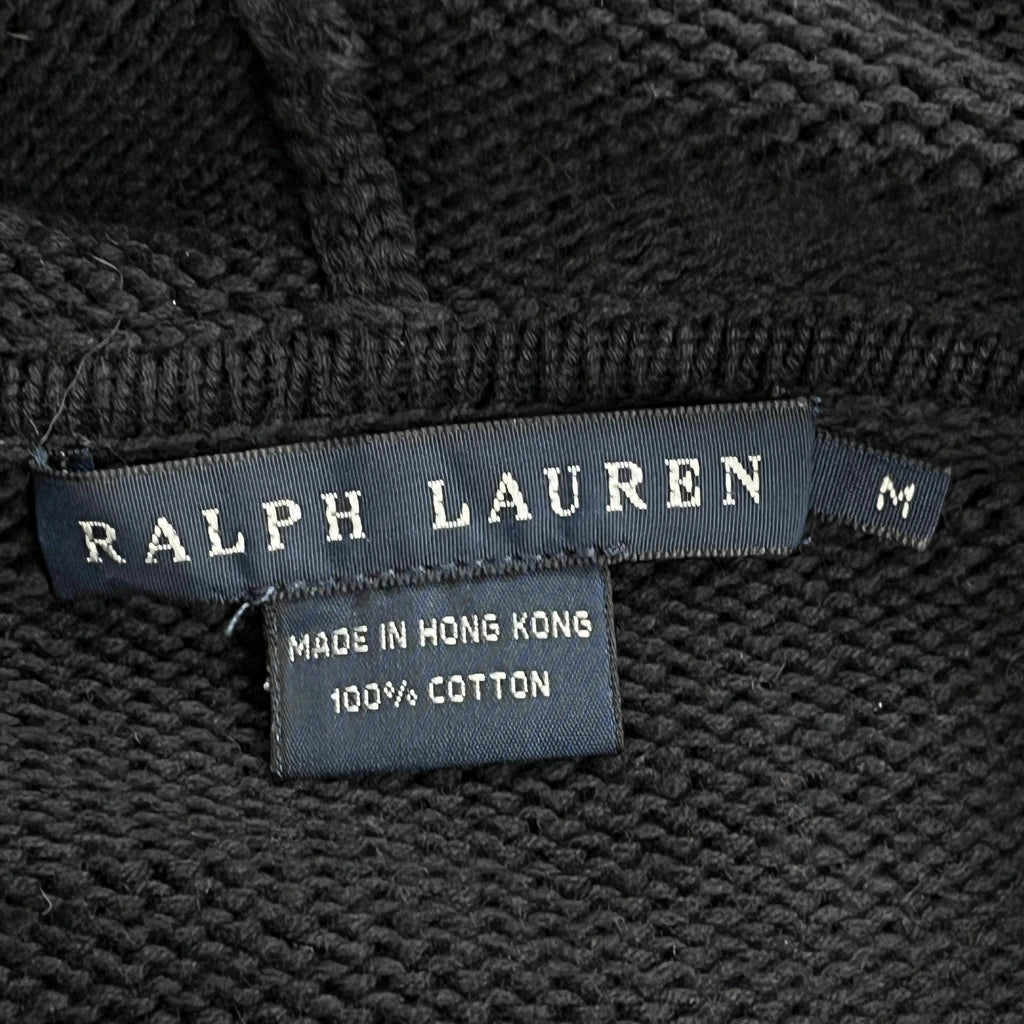 RALPH LAUREN
M
MADE IN HONG KONG
100% COTTON